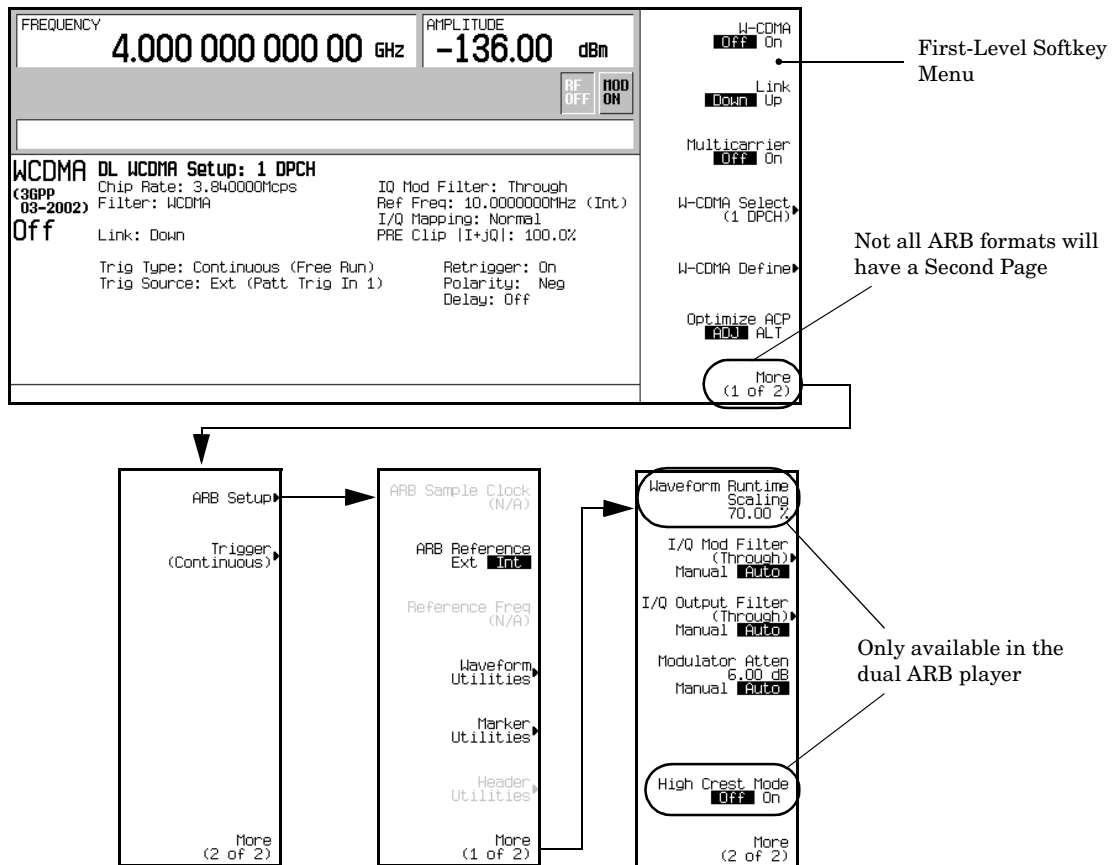 FREQUENCY
4.000 000 000 00 GHz
AMPLITUDE
-136.00 dBm
RF OFF
MOD ON
WCDMA
(3GPP
03-2002)
Off
DL WCDMA Setup: 1 DPCH
Chip Rate: 3.840000Mcps
Filter: WCDMA
Link: Down
IQ Mod Filter: Through
Ref Freq: 10.0000000MHz (Int)
I/Q Mapping: Normal
PRE Clip |I+jQ|: 100.0%
Trig Type: Continuous (Free Run)
Trig Source: Ext (Patt Trig In 1)
Retrigger: On
Polarity: Neg
Delay: Off
W-CDMA
Off On
Link
Down Up
Multicarrier
Off On
W-CDMA Select
(1 DPCH)
W-CDMA Define
Optimize ACP
ADJ ALT
More
(1 of 2)
First-Level Softkey
Menu
Not all ARB formats will
have a Second Page
ARB Setup
Trigger
(Continuous)
More
(2 of 2)
ARB Sample Clock
(N/A)
ARB Reference
Ext Int
Reference Freq
(N/A)
Waveform
Utilities
Marker
Utilities
Header
Utilities
More
(1 of 2)
Waveform Runtime
Scaling
70.00 %
I/Q Mod Filter
(Through)
Manual Auto
I/Q Output Filter
(Through)
Manual Auto
Modulator Atten
6.00 dB
Manual Auto
High Crest Mode
Off On
More
(2 of 2)
Only available in the
dual ARB player